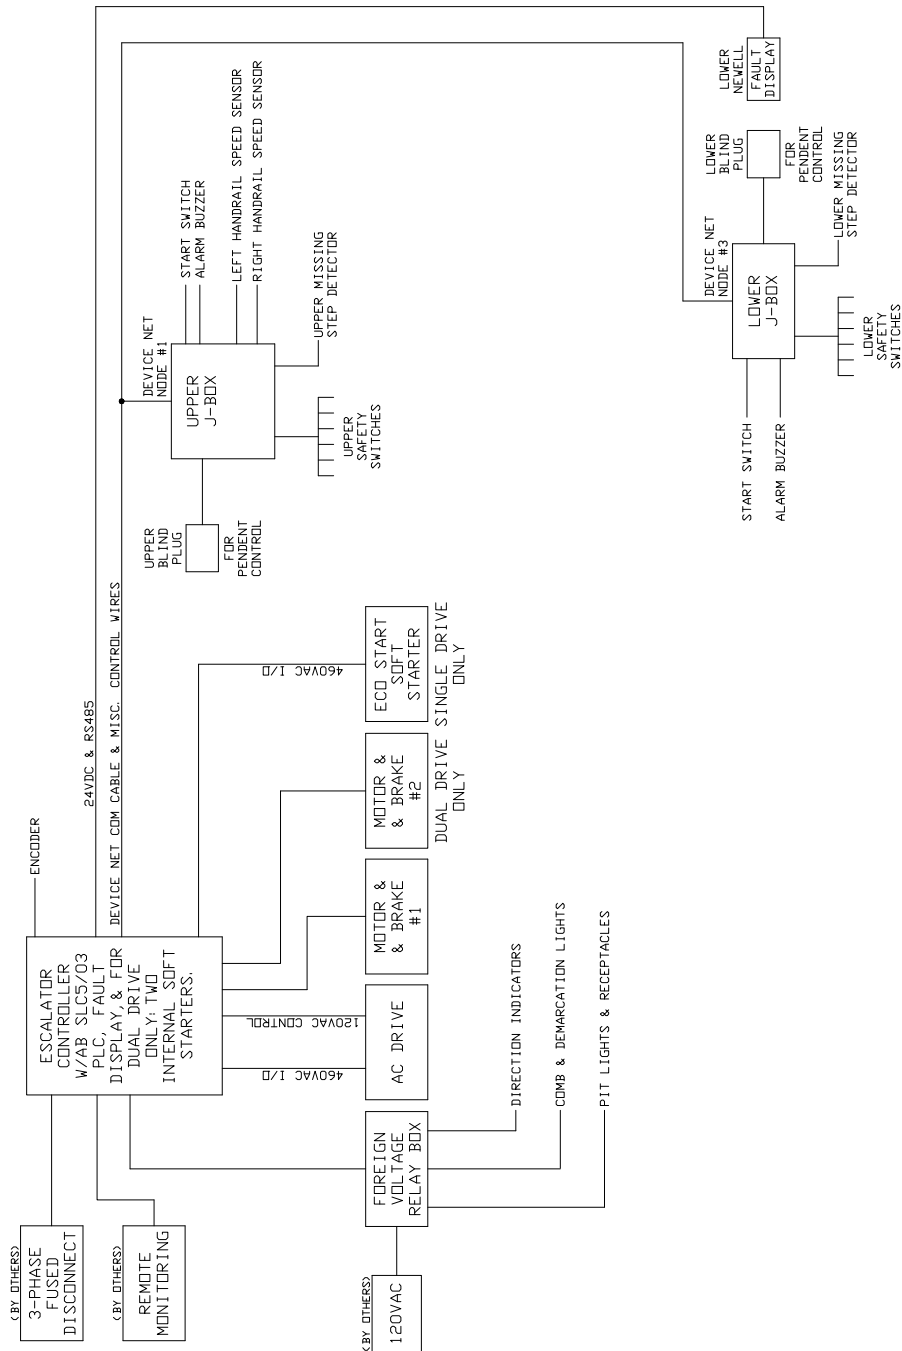 (BY OTHERS)
3-PHASE
FUSED
DISCONNECT
(BY OTHERS)
REMOTE
MONITORING
(BY OTHERS)
120VAC
ESCALATOR
CONTROLLER
W/AB SLC5/03
PLC, FAULT
DISPLAY,& FOR
DUAL DRIVE
ONLY: TWO
INTERNAL SOFT
STARTERS.
ENCODER
24VDC & RS485
DEVICE NET COM CABLE & MISC. CONTROL WIRES
460VAC I/O
120VAC CONTROL
460VAC I/O
FOREIGN
VOLTAGE
RELAY BOX
DIRECTION INDICATORS
COMB & DEMARCATION LIGHTS
PIT LIGHTS & RECEPTACLES
AC DRIVE
MOTOR &
& BRAKE
#1
MOTOR &
& BRAKE
#2
DUAL DRIVE
ONLY
ECO START
SOFT
STARTER
SINGLE DRIVE
ONLY
UPPER
BLIND
PLUG
FOR
PENDENT
CONTROL
DEVICE NET
NODE #1
UPPER
J-BOX
START SWITCH
ALARM BUZZER
LEFT HANDRAIL SPEED SENSOR
RIGHT HANDRAIL SPEED SENSOR
UPPER MISSING
STEP DETECTOR
UPPER
SAFETY
SWITCHES
DEVICE NET
NODE #3
LOWER
J-BOX
START SWITCH
ALARM BUZZER
LOWER
BLIND
PLUG
FOR
PENDENT
CONTROL
LOWER MISSING
STEP DETECTOR
LOWER
SAFETY
SWITCHES
LOWER
NEWELL
FAULT
DISPLAY